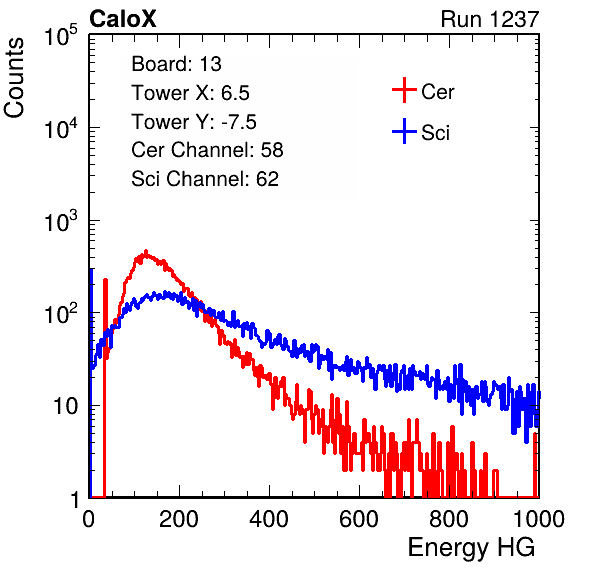 CaloX Run 1237
Counts
Board: 13
Tower X: 6.5
Tower Y: -7.5
Cer Channel: 58
Sci Channel: 62
Cer
Sci
10^5
10^4
10^3
10^2
10
1
0 200 400 600 800 1000
Energy HG